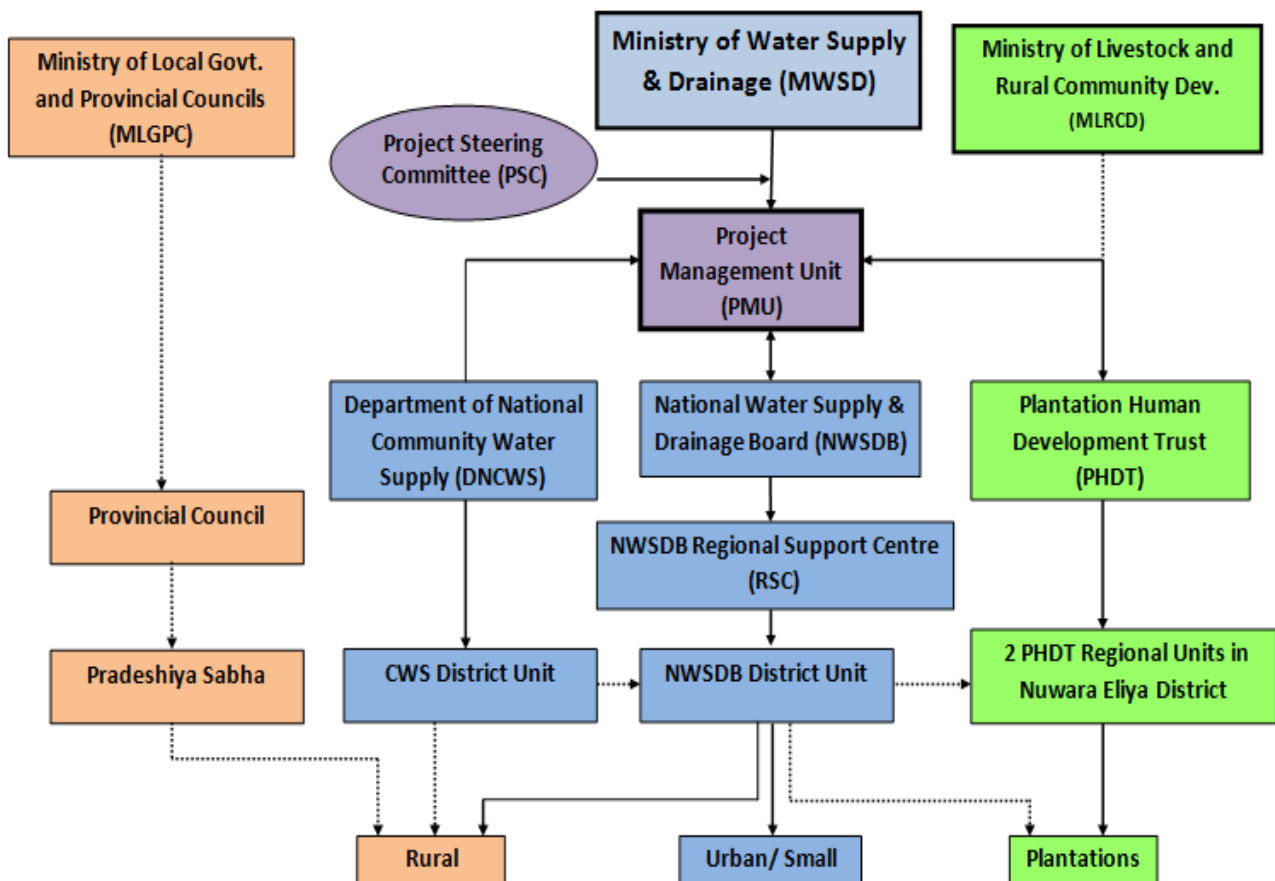 Ministry of Local Govt.
and Provincial Councils
(MLGPC)
Ministry of Water Supply
& Drainage (MWSD)
Ministry of Livestock and
Rural Community Dev.
(MLRCD)
Project Steering
Committee (PSC)
Project
Management Unit
(PMU)
Department of National
Community Water
Supply (DNCWS)
National Water Supply &
Drainage Board (NWSDB)
Plantation Human
Development Trust
(PHDT)
Provincial Council
NWSDB Regional Support Centre
(RSC)
Pradeshiya Sabha
CWS District Unit
NWSDB District Unit
2 PHDT Regional Units in
Nuwara Eliya District
Rural
Urban/ Small
Plantations